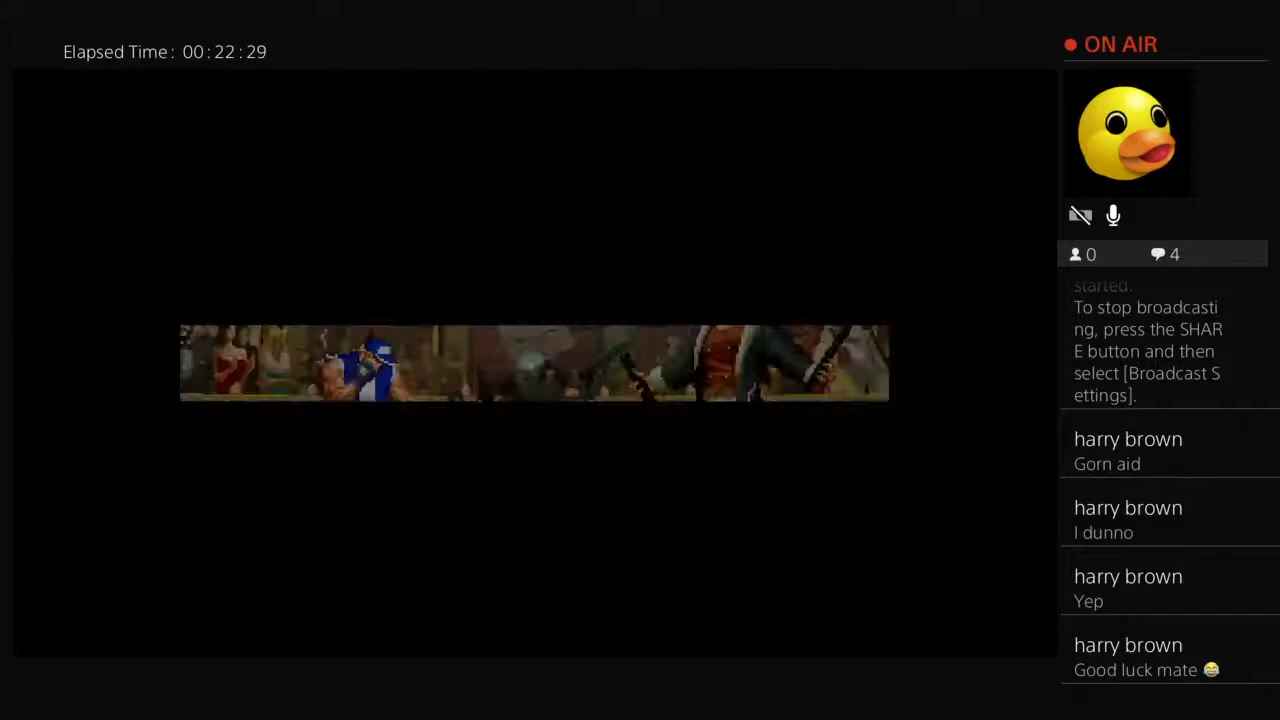 Elapsed Time: 00:22:29
ON AIR
0
4
started.
To stop broadcasti
ng, press the SHAR
E button and then
select [Broadcast S
ettings].
harry brown
Gorn aid
harry brown
I dunno
harry brown
Yep
harry brown
Good luck mate 😂